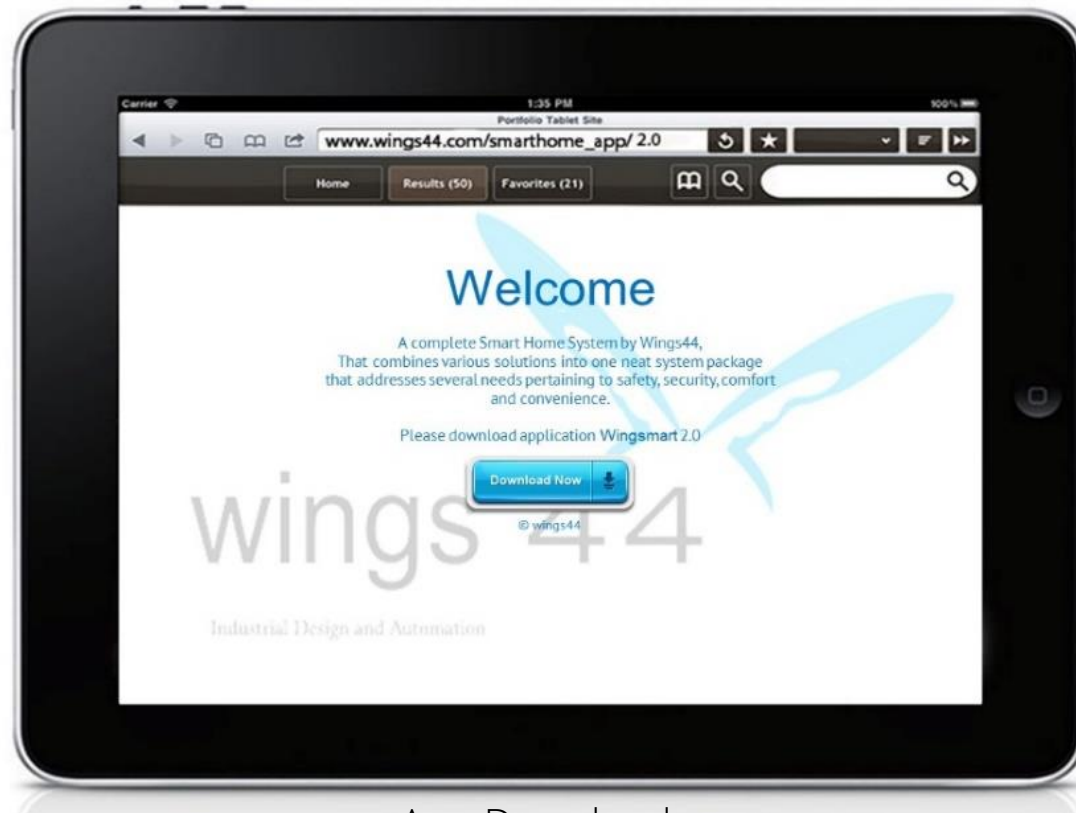 Carrier 1:35 PM 100%
Portfolio Tablet Site
www.wings44.com/smarthome_app/ 2.0
Home Results (50) Favorites (21)
Welcome
A complete Smart Home System by Wings44,
That combines various solutions into one neat system package
that addresses several needs pertaining to safety, security, comfort
and convenience.
Please download application Wingsmart 2.0
Download Now
© wings44
wings 44
Industrial Design and Automation